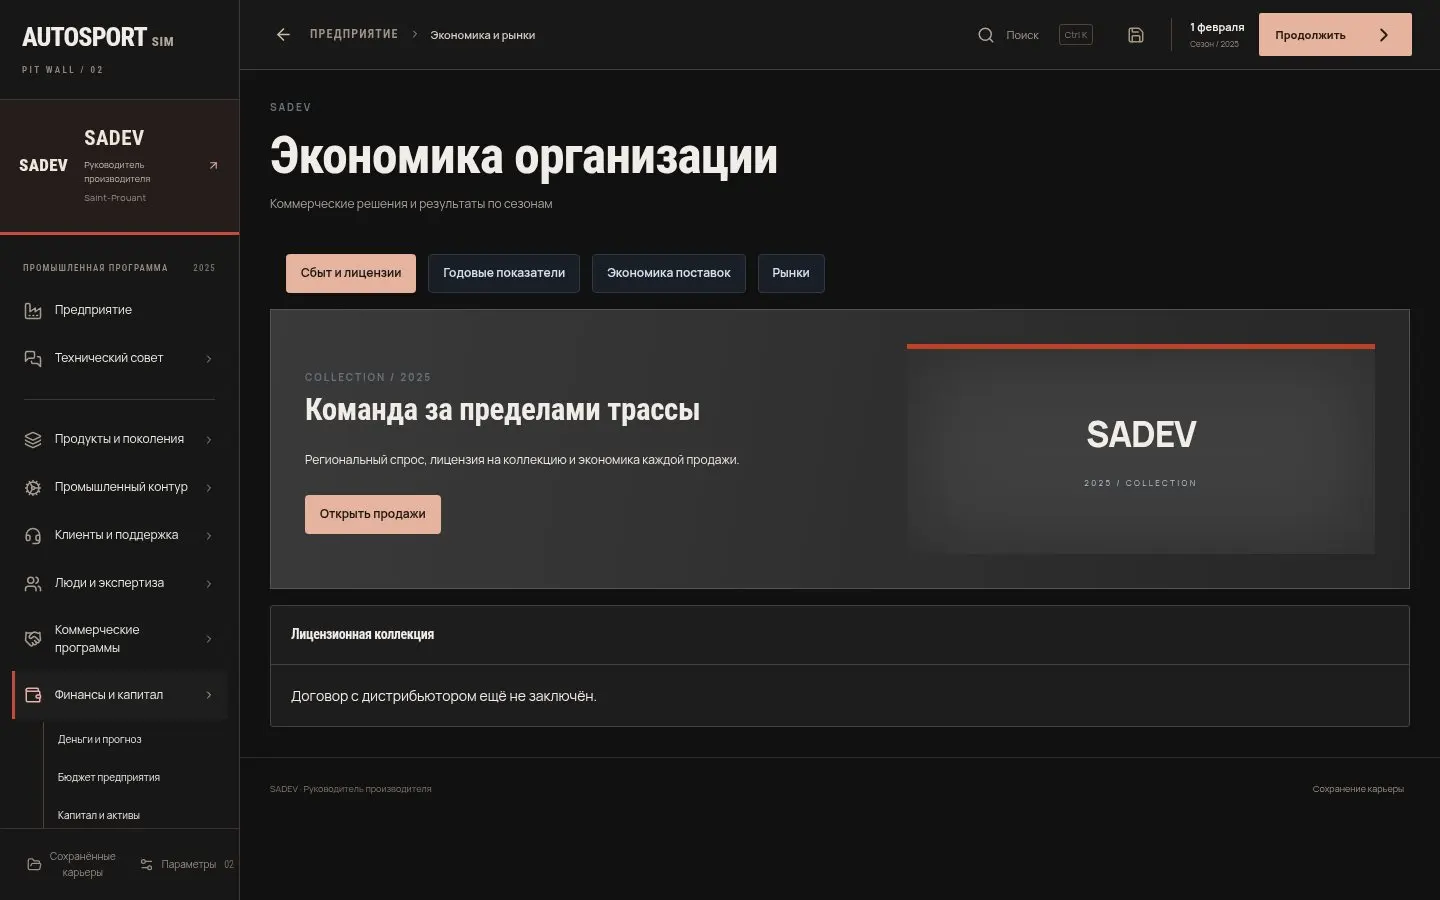 AUTOSPORT SIM
PIT WALL / 02
SADEV
SADEV
Руководитель
производителя
Saint-Prouant
ПРОМЫШЛЕННАЯ ПРОГРАММА 2025
Предприятие
Технический совет
Продукты и поколения
Промышленный контур
Клиенты и поддержка
Люди и экспертиза
Коммерческие
программы
Финансы и капитал
Деньги и прогноз
Бюджет предприятия
Капитал и активы
Сохранённые
карьеры
Параметры 02
ПРЕДПРИЯТИЕ
Экономика и рынки
Поиск
Ctrl K
1 февраля
Сезон / 2025
Продолжить
SADEV
Экономика организации
Коммерческие решения и результаты по сезонам
Сбыт и лицензии
Годовые показатели
Экономика поставок
Рынки
COLLECTION / 2025
Команда за пределами трассы
Региональный спрос, лицензия на коллекцию и экономика каждой продажи.
Открыть продажи
SADEV
2025 / COLLECTION
Лицензионная коллекция
Договор с дистрибьютором ещё не заключён.
SADEV · Руководитель производителя
Сохранение карьеры